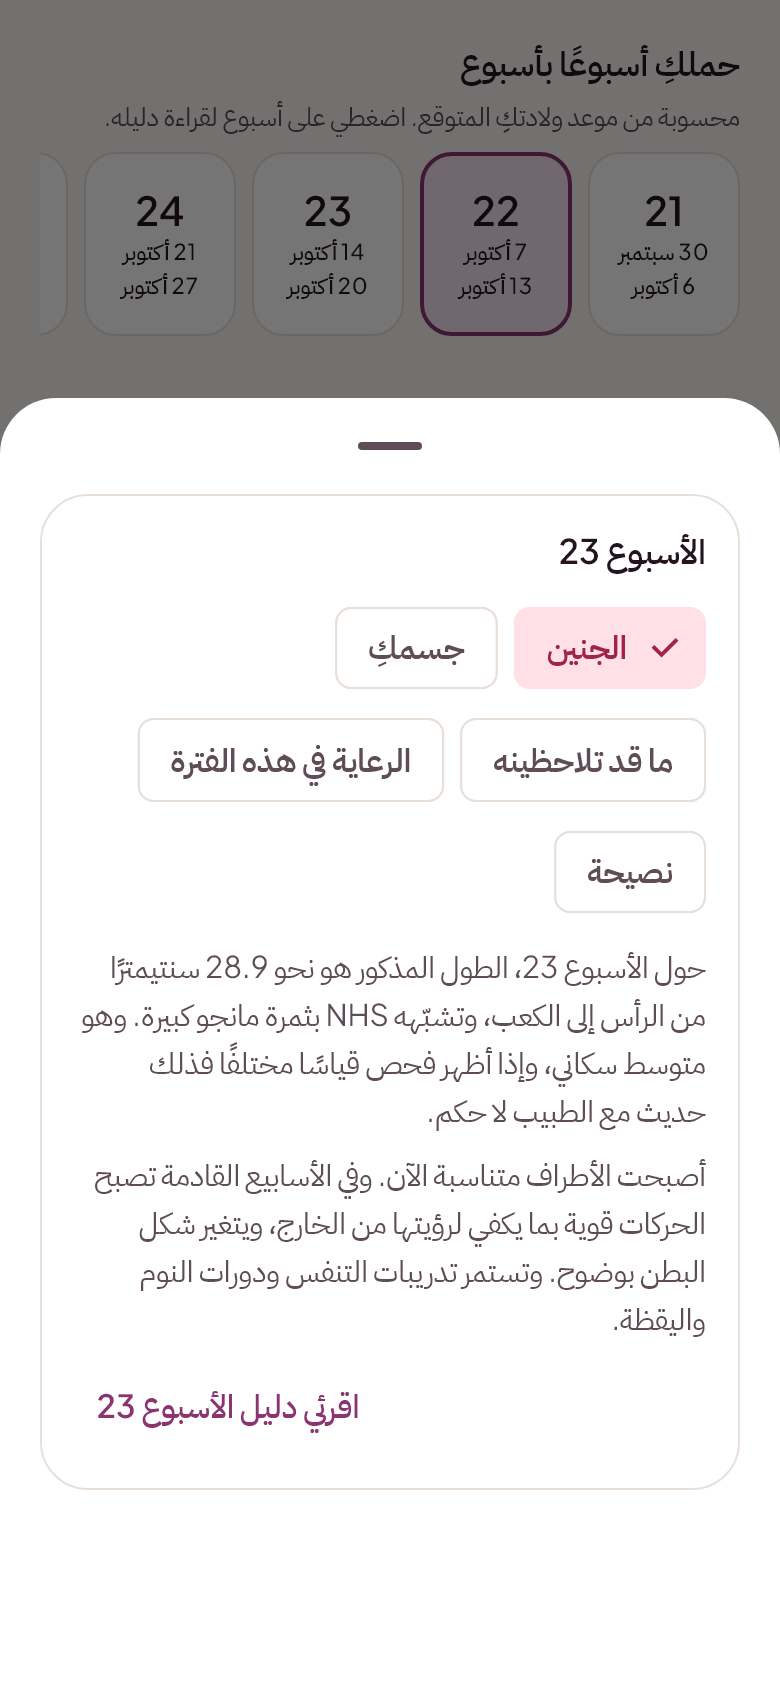 حملكِ أسبوعًا بأسبوع
محسوبة من موعد ولادتكِ المتوقع. اضغطي على أسبوع لقراءة دليله.
21
30 سبتمبر
6 أكتوبر
22
7 أكتوبر
13 أكتوبر
23
14 أكتوبر
20 أكتوبر
24
21 أكتوبر
27 أكتوبر
الأسبوع 23
الجنين
جسمكِ
ما قد تلاحظينه
الرعاية في هذه الفترة
نصيحة
حول الأسبوع 23، الطول المذكور هو نحو 28.9 سنتيمترًا
من الرأس إلى الكعب، وتشبّهه NHS بثمرة مانجو كبيرة. وهو
متوسط سكاني، وإذا أظهر فحص قياسًا مختلفًا فذلك
حديث مع الطبيب لا حكم.
أصبحت الأطراف متناسبة الآن. وفي الأسابيع القادمة تصبح
الحركات قوية بما يكفي لرؤيتها من الخارج، ويتغير شكل
البطن بوضوح. وتستمر تدريبات التنفس ودورات النوم
واليقظة.
اقرئي دليل الأسبوع 23